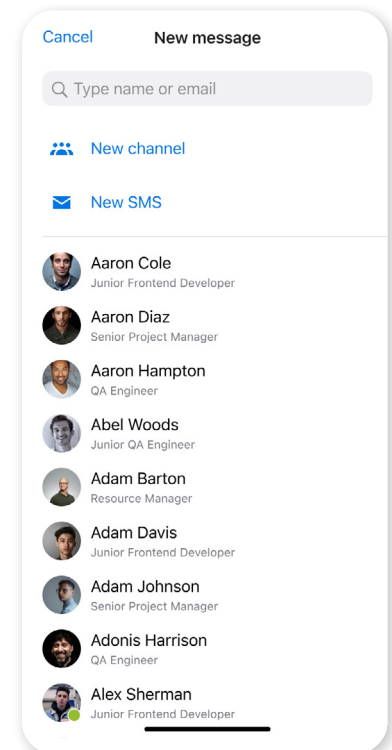 Cancel New message
Type name or email
New channel
New SMS
Aaron Cole
Junior Frontend Developer
Aaron Diaz
Senior Project Manager
Aaron Hampton
QA Engineer
Abel Woods
Junior QA Engineer
Adam Barton
Resource Manager
Adam Davis
Junior Frontend Developer
Adam Johnson
Senior Project Manager
Adonis Harrison
QA Engineer
Alex Sherman
Junior Frontend Developer